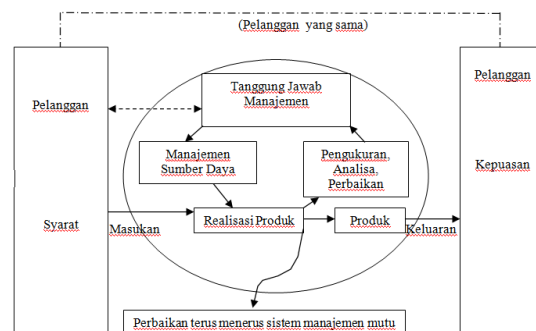 (Pelanggan yang sama)
Pelanggan
Syarat
Tanggung Jawab
Manajemen
Manajemen
Sumber Daya
Pengukuran,
Analisa,
Perbaikan
Masukan
Realisasi Produk
Produk
Keluaran
Pelanggan
Kepuasan
Perbaikan terus menerus sistem manajemen mutu